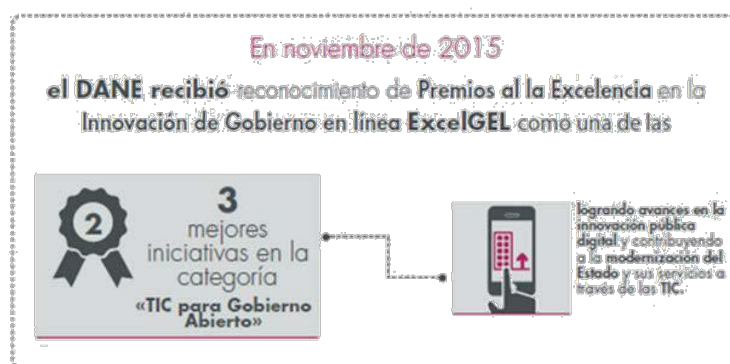 En noviembre de 2015
el DANE recibió reconocimiento de Premios al la Excelencia en la
Innovación de Gobierno en línea ExcelGEL como una de las
2
3
mejores
iniciativas en la
categoría
«TIC para Gobierno
Abierto»
logrando avances en la
innovación pública
digital y contribuyendo
a la modernización del
Estado y sus servicios a
través de las TIC.